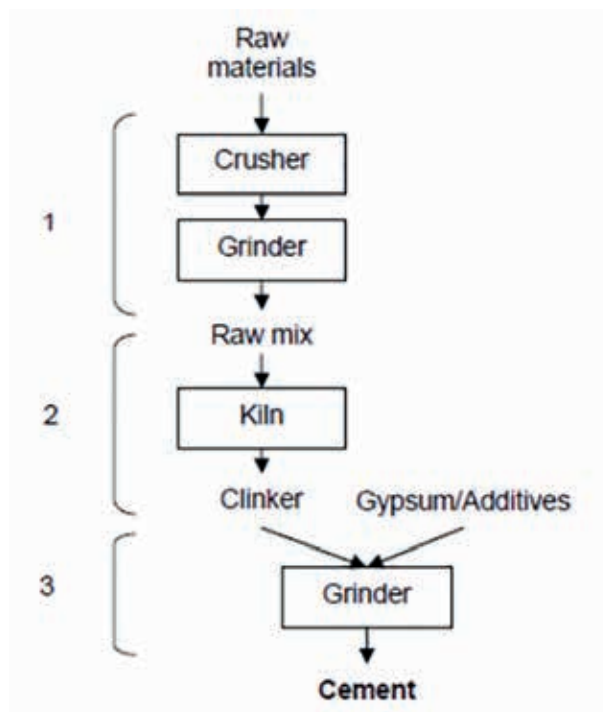 Raw
materials
Crusher
1
Grinder
Raw mix
2
Kiln
Clinker
Gypsum/Additives
3
Grinder
Cement